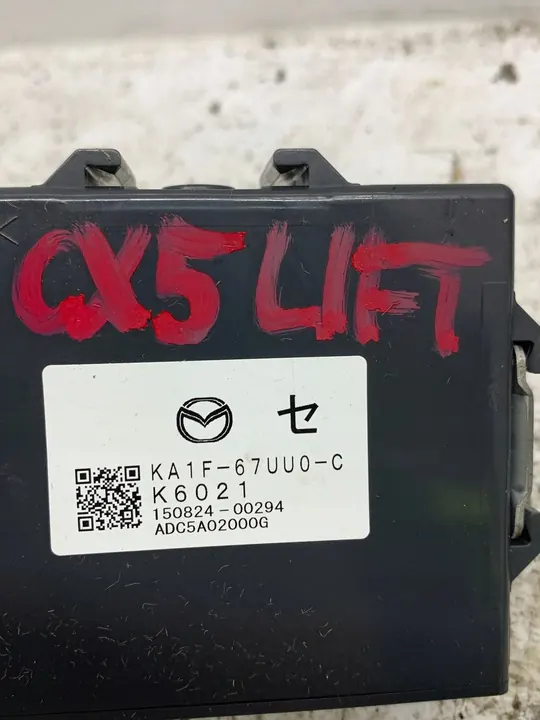 CX5 LIFT
セ
KA1F-67UU0-C
K6021
150824-00294
ADC5A02000G